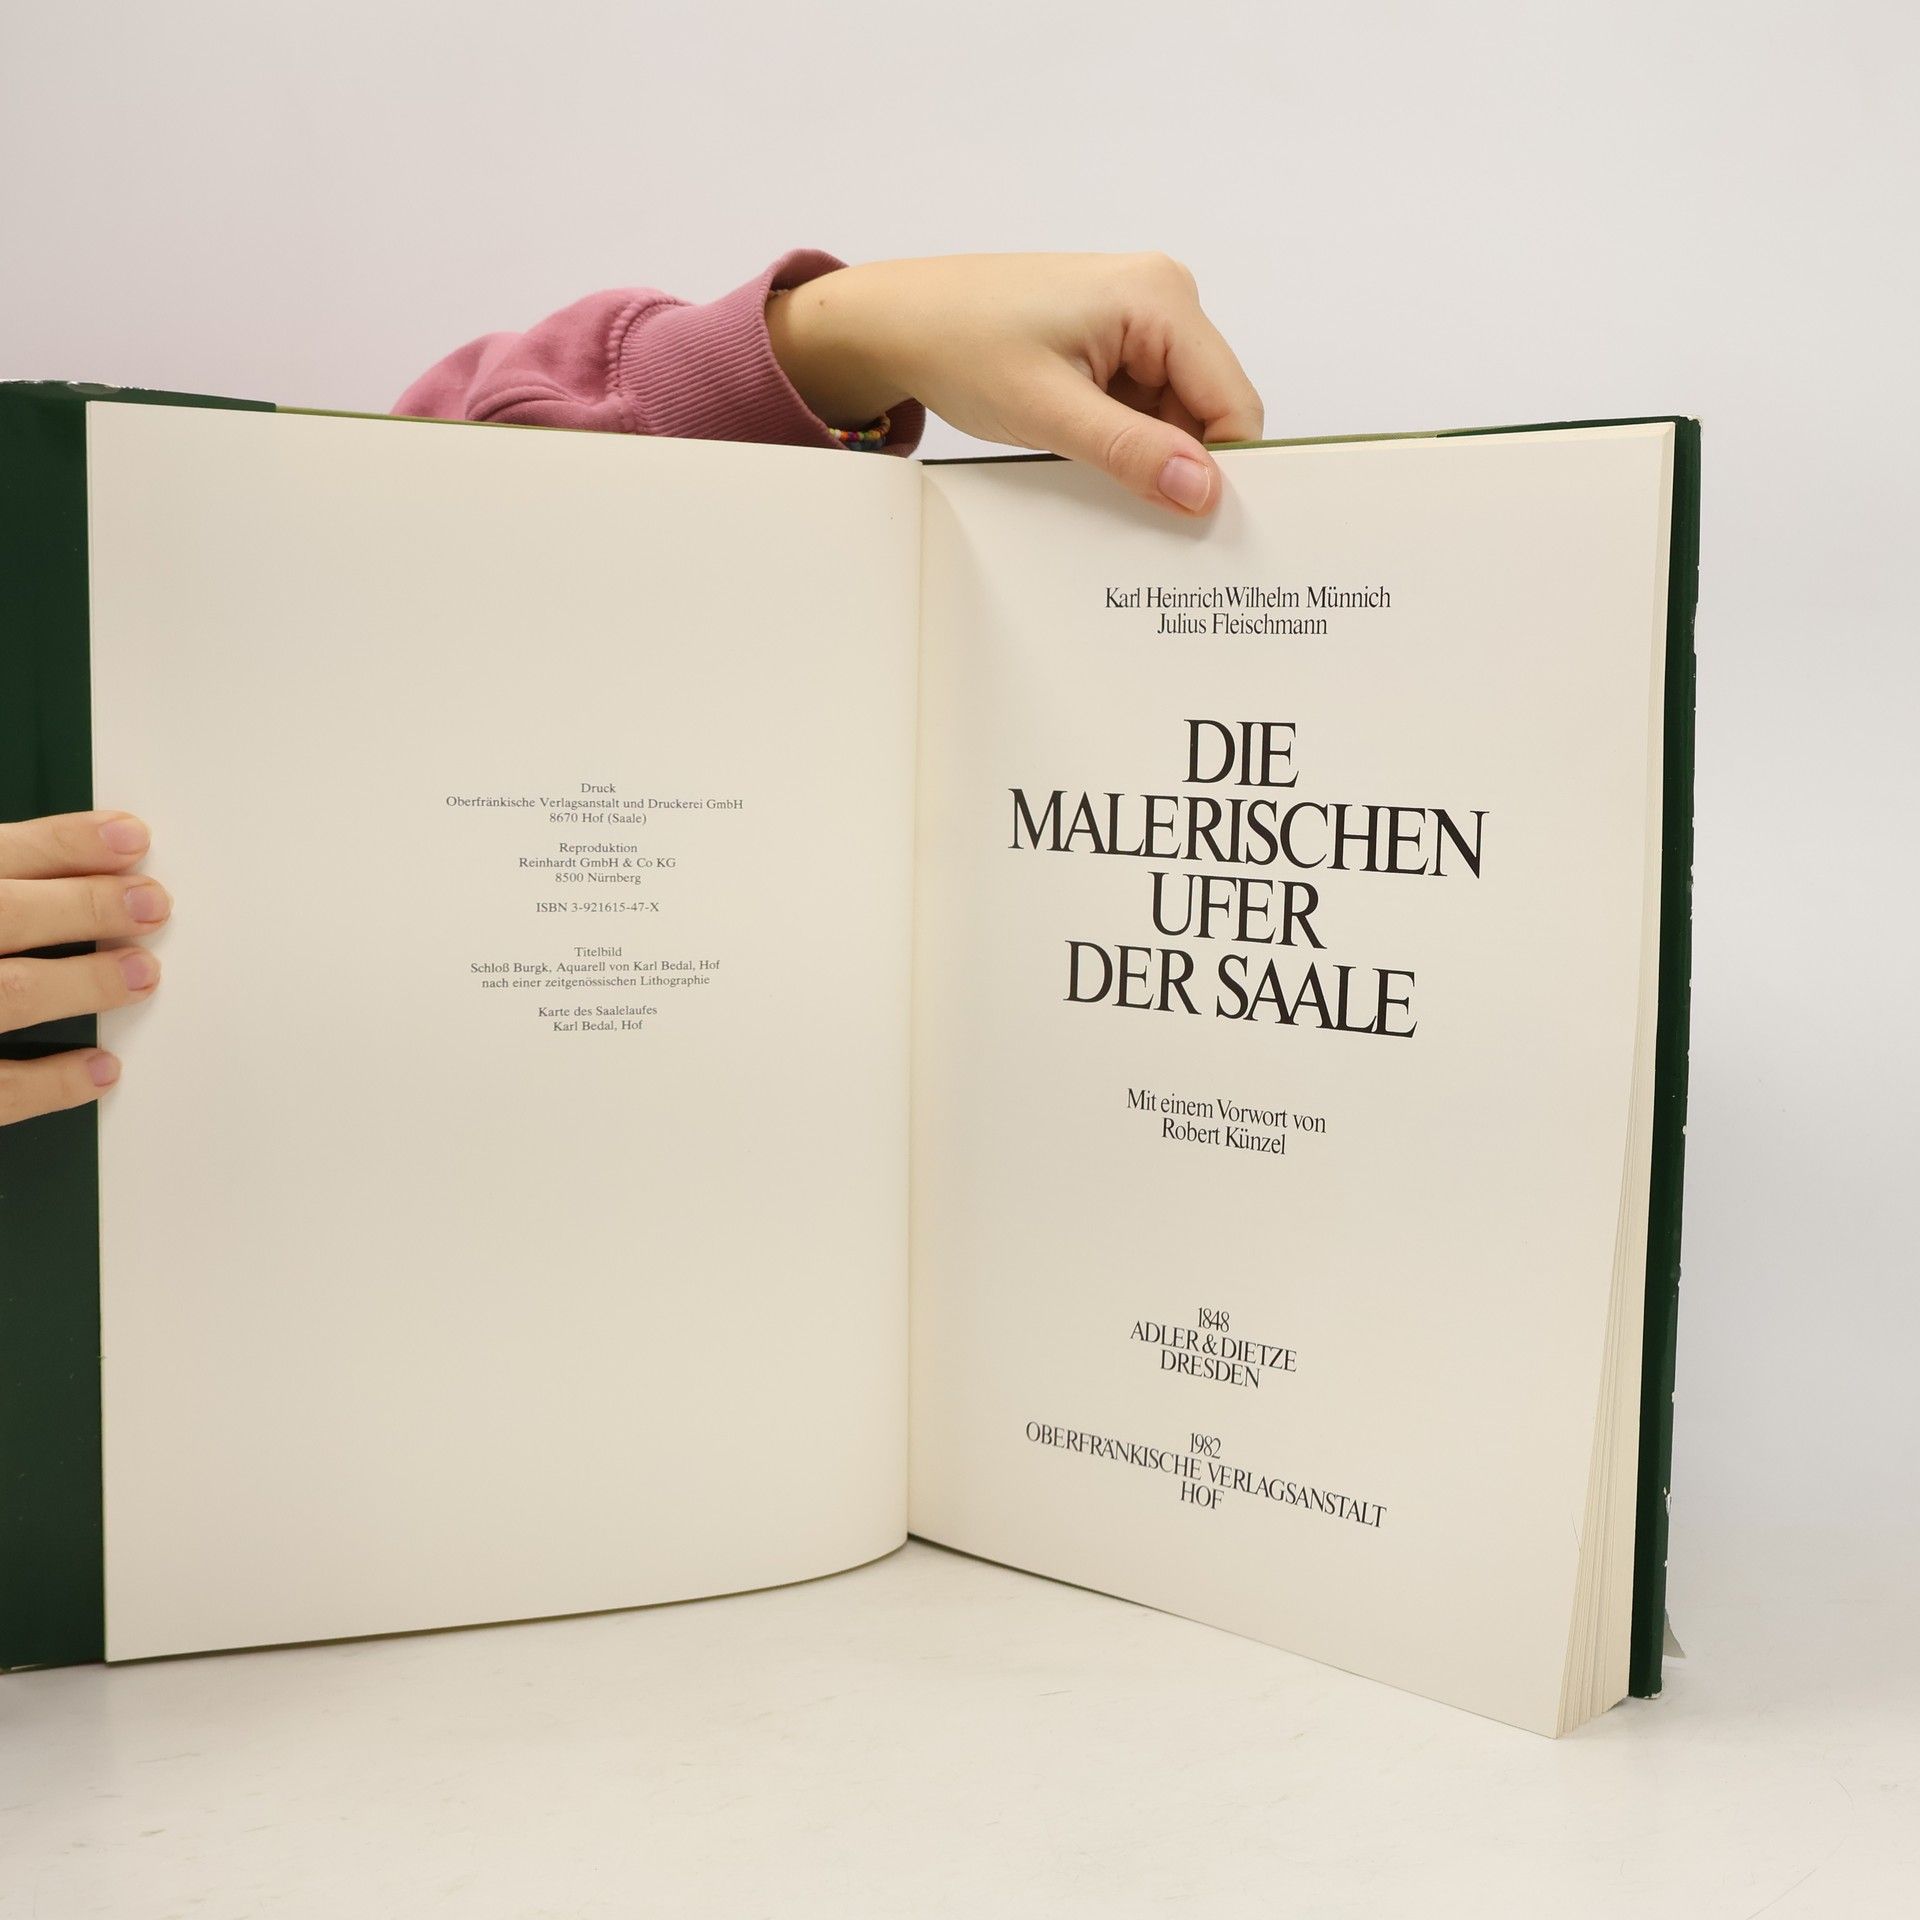 Druck
Oberfränkische Verlagsanstalt und Druckerei GmbH
8670 Hof (Saale)
Reproduktion
Reinhardt GmbH & Co KG
8500 Nürnberg
ISBN 3-921615-47-X
Titelbild
Schloß Burgk, Aquarell von Karl Bedal, Hof
nach einer zeitgenössischen Lithographie
Karte des Saalelaufes
Karl Bedal, Hof
Karl Heinrich Wilhelm Münnich
Julius Fleischmann
DIE
MALERISCHEN
UFER
DER SAALE
Mit einem Vorwort von
Robert Künzel
1848
ADLER & DIETZE
DRESDEN
1982
OBERFRÄNKISCHE VERLAGSANSTALT
HOF